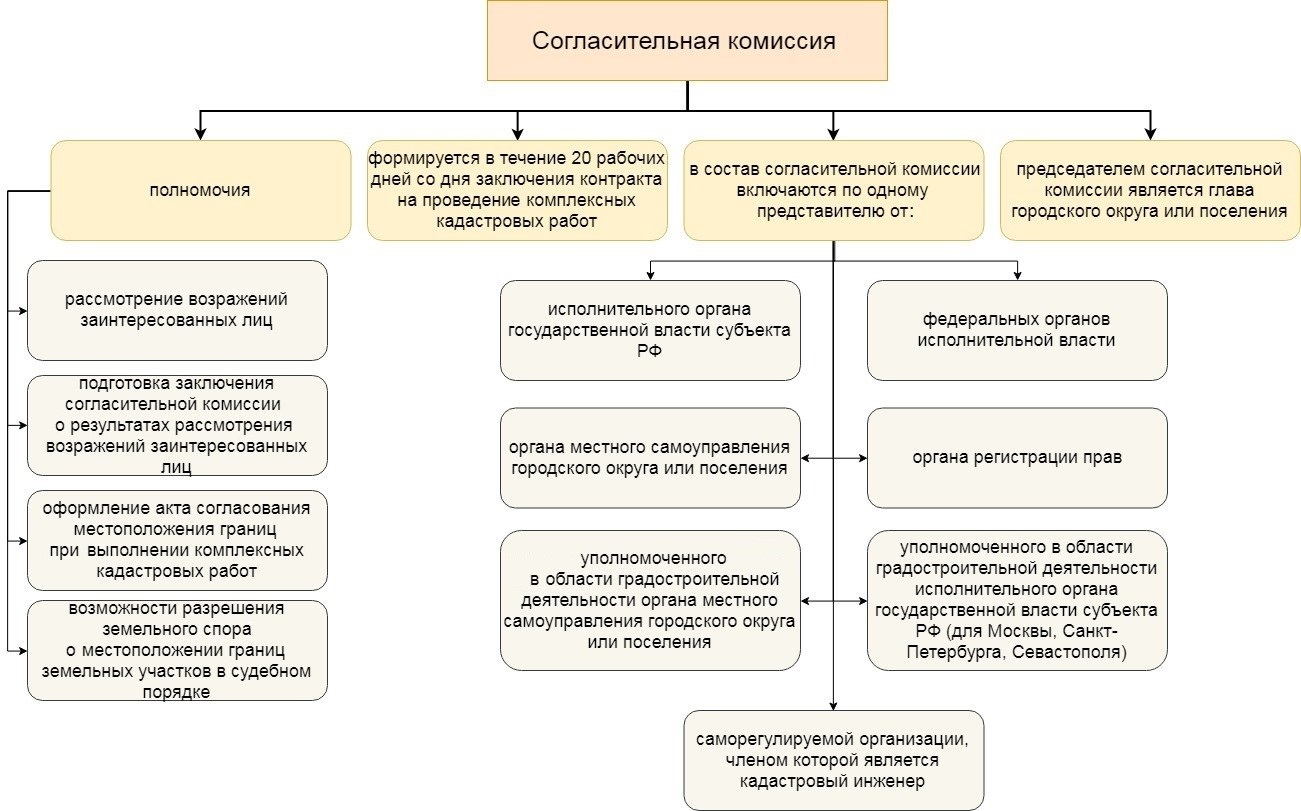 Согласительная комиссия
полномочия
формируется в течение 20 рабочих
дней со дня заключения контракта
на проведение комплексных
кадастровых работ
в состав согласительной комиссии
включаются по одному
представителю от:
председателем согласительной
комиссии является глава
городского округа или поселения
рассмотрение возражений
заинтересованных лиц
подготовка заключения
согласительной комиссии
о результатах рассмотрения
возражений заинтересованных
лиц
оформление акта согласования
местоположения границ
при выполнении комплексных
кадастровых работ
возможности разрешения
земельного спора
о местоположении границ
земельных участков в судебном
порядке
исполнительного органа
государственной власти субъекта
РФ
федеральных органов
исполнительной власти
органа местного самоуправления
городского округа или поселения
органа регистрации прав
уполномоченного
в области градостроительной
деятельности органа местного
самоуправления городского округа
или поселения
уполномоченного в области
градостроительной деятельности
исполнительного органа
государственной власти субъекта
РФ (для Москвы, Санкт-
Петербурга, Севастополя)
саморегулируемой организации,
членом которой является
кадастровый инженер